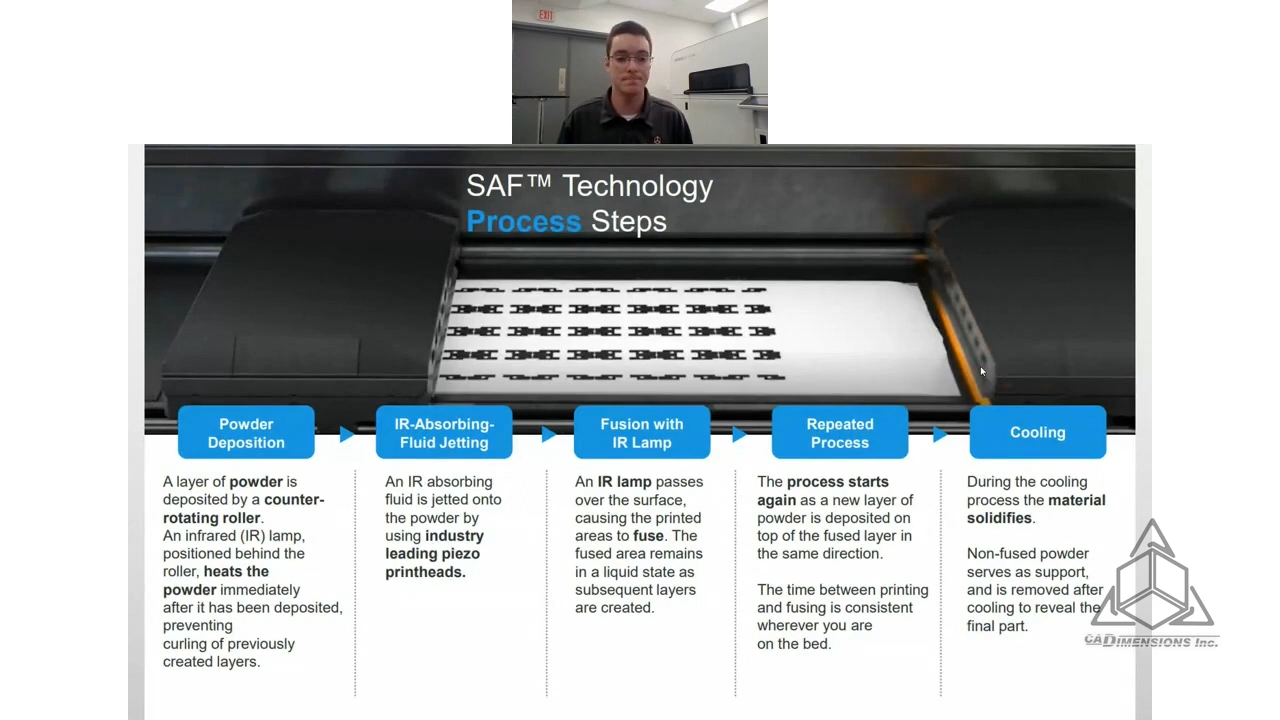 EXIT
SAF™ Technology
Process Steps
Powder
Deposition
IR-Absorbing-
Fluid Jetting
Fusion with
IR Lamp
Repeated
Process
Cooling
A layer of powder is
deposited by a counter-
rotating roller.
An infrared (IR) lamp,
positioned behind the
roller, heats the
powder immediately
after it has been deposited,
preventing
curling of previously
created layers.
An IR absorbing
fluid is jetted onto
the powder by
using industry
leading piezo
printheads.
An IR lamp passes
over the surface,
causing the printed
areas to fuse. The
fused area remains
in a liquid state as
subsequent layers
are created.
The process starts
again as a new layer of
powder is deposited on
top of the fused layer in
the same direction.
The time between printing
and fusing is consistent
wherever you are
on the bed.
During the cooling
process the material
solidifies.
Non-fused powder
serves as support,
and is removed after
cooling to reveal the
final part.
CADIMENSIONS Inc.